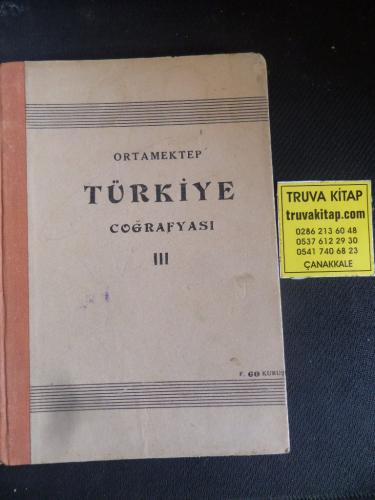 ORTAMEKTEP
TÜRKİYE
COĞRAFYASI
III
F. 60 KURUŞ
TRUVA KİTAP
truvakitap.com
0286 213 60 48
0537 612 29 30
0541 740 68 23
ÇANAKKALE